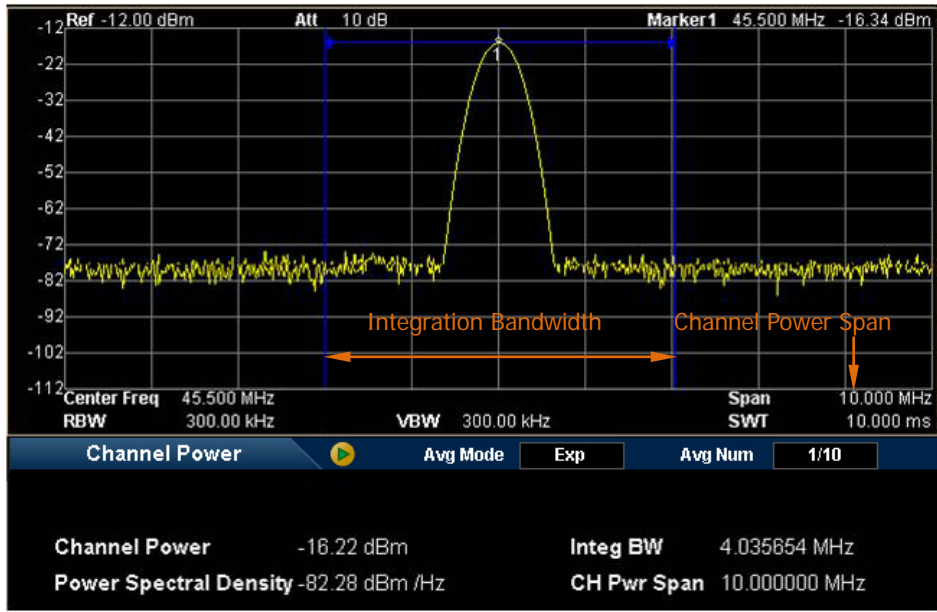 Ref -12.00 dBm Att 10 dB Marker1 45.500 MHz -16.34 dBm
-12
1
-22
-32
-42
-52
-62
-72
-82
-92
Integration Bandwidth Channel Power Span
-102
-112
Center Freq 45.500 MHz Span 10.000 MHz
RBW 300.00 kHz VBW 300.00 kHz SWT 10.000 ms
Channel Power Avg Mode Exp Avg Num 1/10
Channel Power -16.22 dBm Integ BW 4.035654 MHz
Power Spectral Density -82.28 dBm /Hz CH Pwr Span 10.000000 MHz